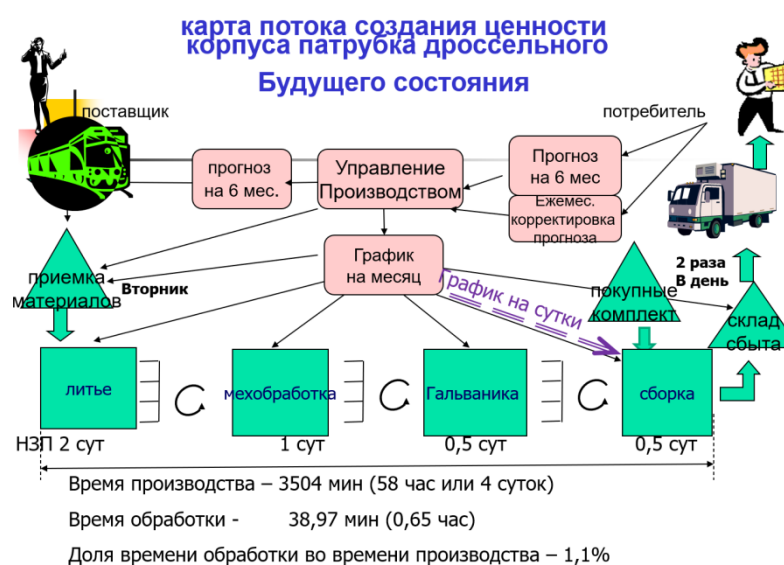 карта потока создания ценности
корпуса патрубка дроссельного
Будущего состояния
поставщик
потребитель
прогноз
на 6 мес.
Управление
Производством
Прогноз
на 6 мес
Ежемес.
корректировка
прогноза
График
на месяц
График на сутки
приемка
материалов
Вторник
покупные
комплект
2 раза
В день
склад
сбыта
литье
мехобработка
Гальваника
сборка
НЗП 2 сут
1 сут
0,5 сут
0,5 сут
Время производства – 3504 мин (58 час или 4 суток)
Время обработки - 38,97 мин (0,65 час)
Доля времени обработки во времени производства – 1,1%